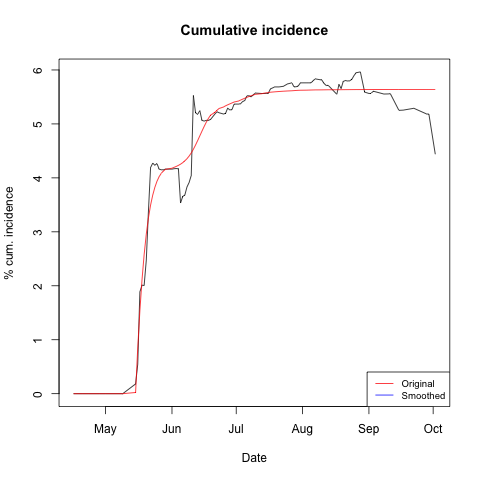 Cumulative incidence
% cum. incidence
6
5
4
3
2
1
0
Original
Smoothed
May Jun Jul Aug Sep Oct
Date